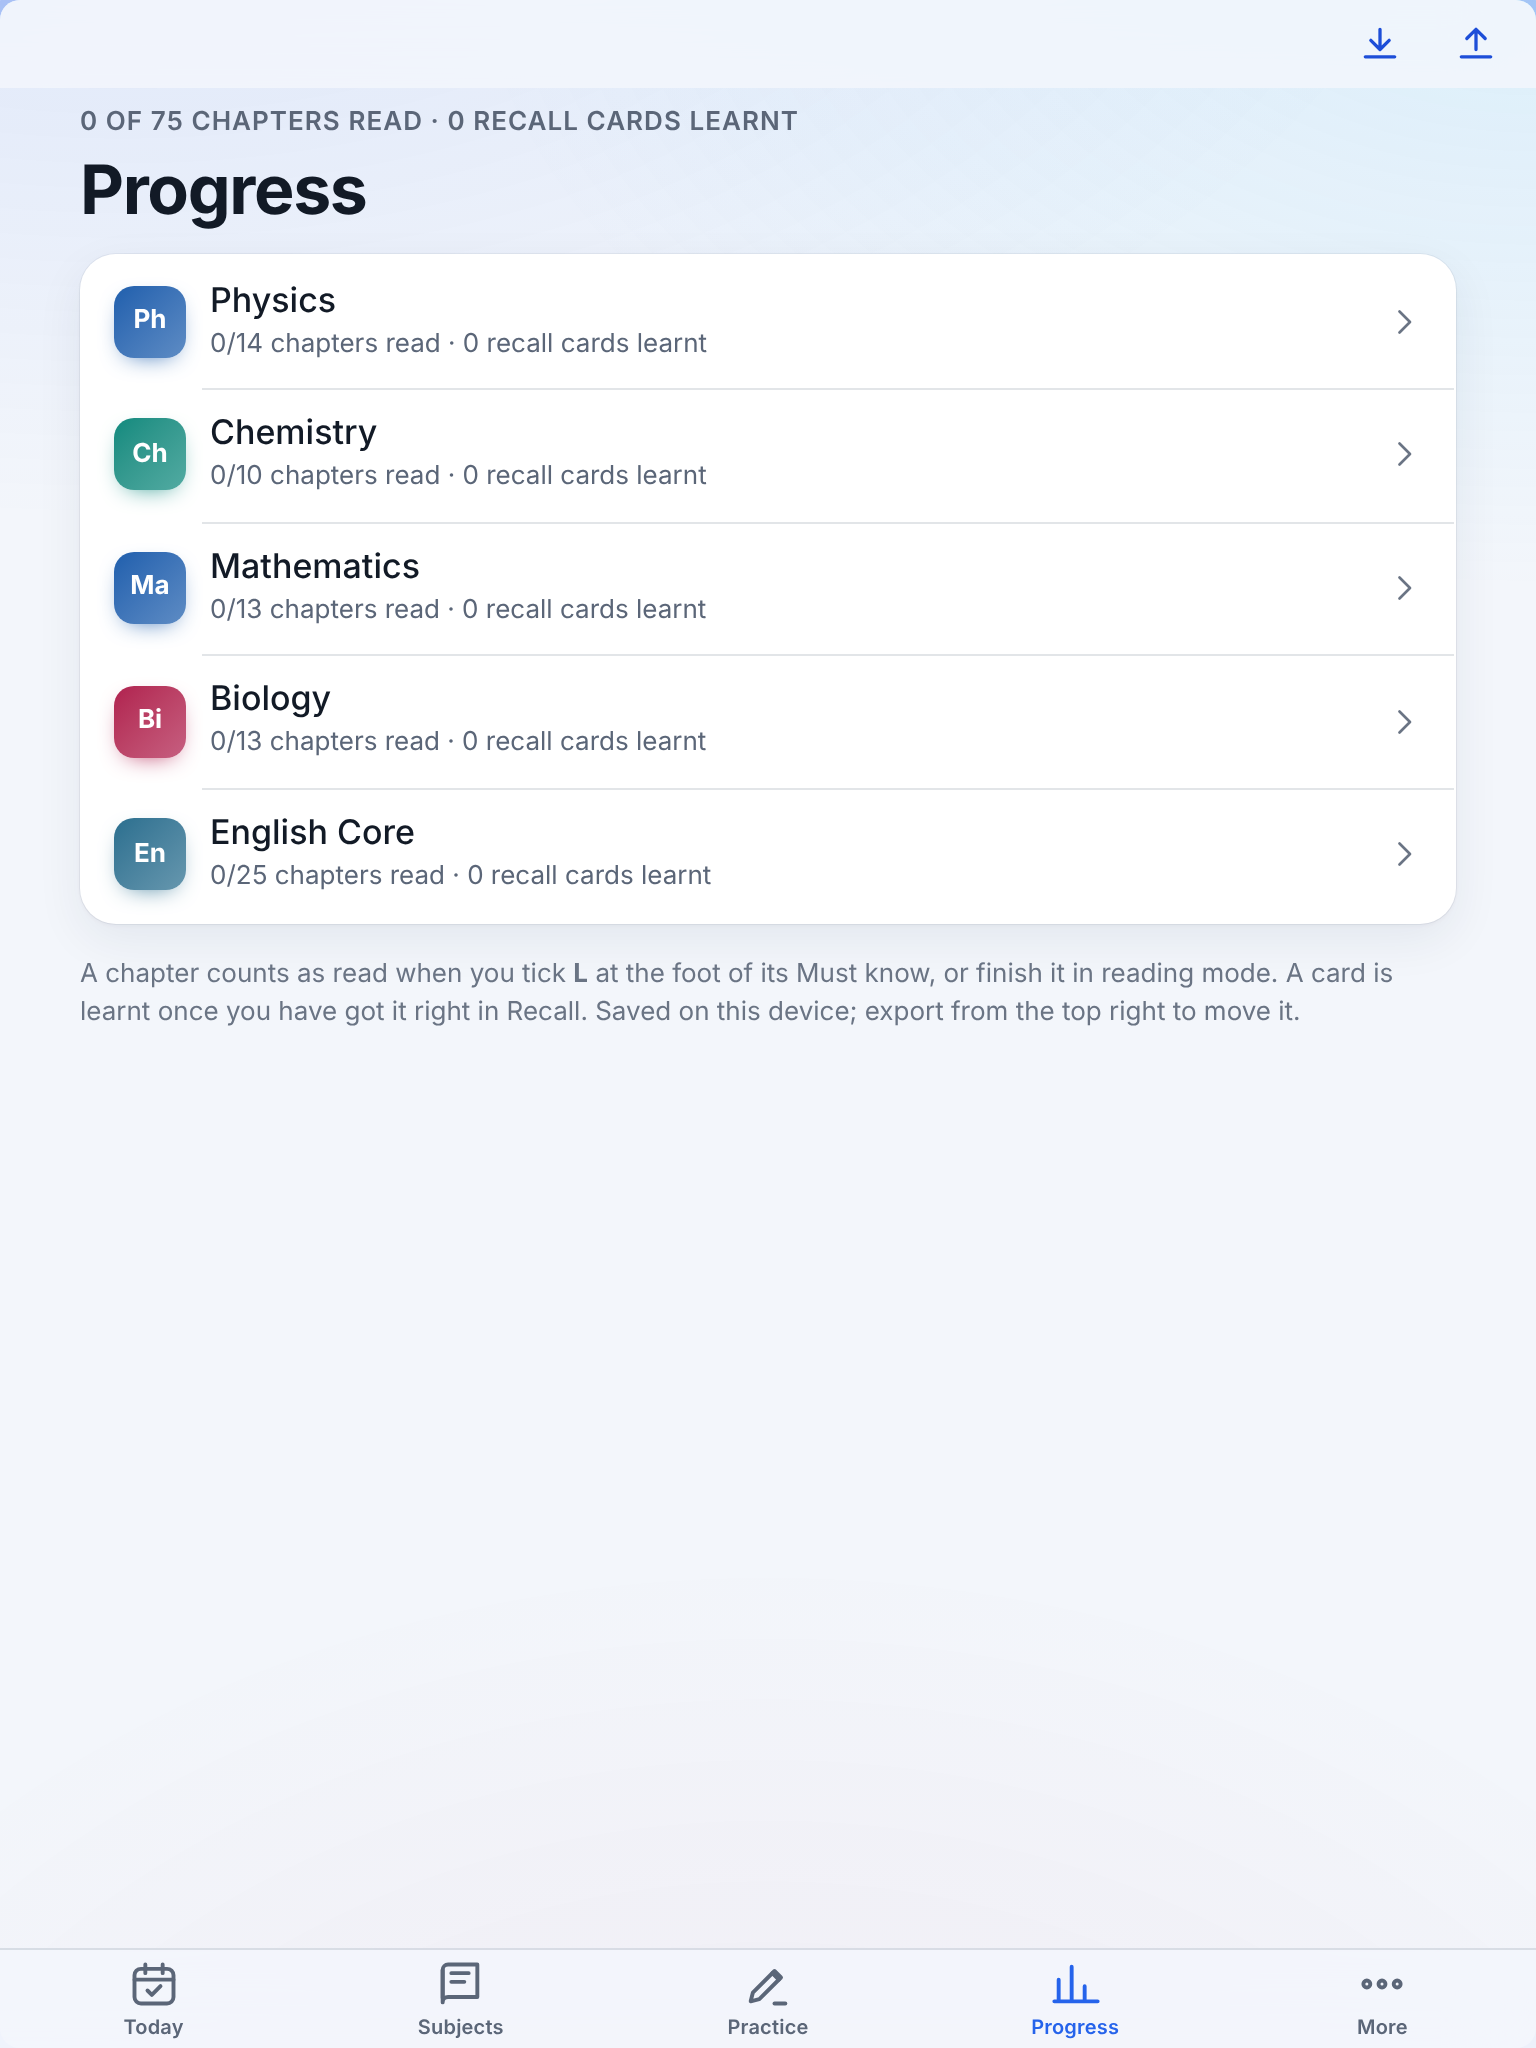 0 OF 75 CHAPTERS READ · 0 RECALL CARDS LEARNT
Progress
Ph
Physics
0/14 chapters read · 0 recall cards learnt
Ch
Chemistry
0/10 chapters read · 0 recall cards learnt
Ma
Mathematics
0/13 chapters read · 0 recall cards learnt
Bi
Biology
0/13 chapters read · 0 recall cards learnt
En
English Core
0/25 chapters read · 0 recall cards learnt
A chapter counts as read when you tick L at the foot of its Must know, or finish it in reading mode. A card is
learnt once you have got it right in Recall. Saved on this device; export from the top right to move it.
Today
Subjects
Practice
Progress
More